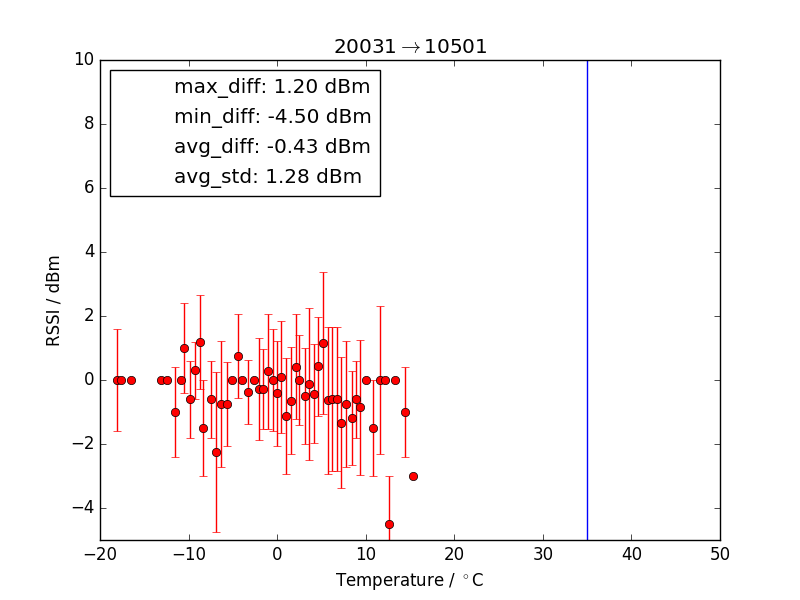 20031→10501
max_diff: 1.20 dBm
min_diff: -4.50 dBm
avg_diff: -0.43 dBm
avg_std: 1.28 dBm
10
8
6
4
2
0
−2
−4
RSSI / dBm
−20
−10
0
10
20
30
40
50
Temperature / °C